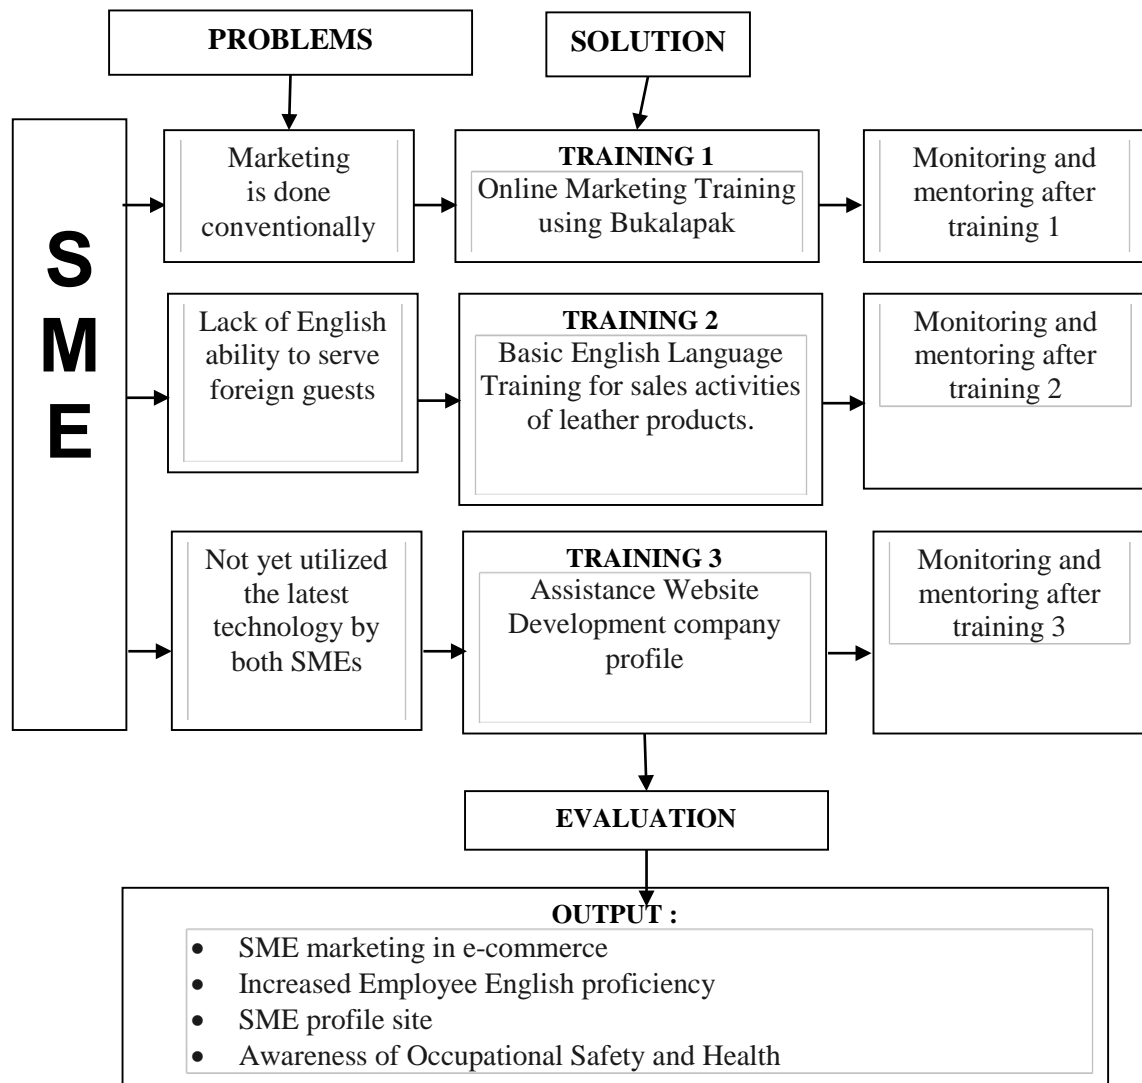 PROBLEMS
SOLUTION
S
M
E
Marketing
is done
conventionally
TRAINING 1
Online Marketing Training
using Bukalapak
Monitoring and
mentoring after
training 1
Lack of English
ability to serve
foreign guests
TRAINING 2
Basic English Language
Training for sales activities
of leather products.
Monitoring and
mentoring after
training 2
Not yet utilized
the latest
technology by
both SMEs
TRAINING 3
Assistance Website
Development company
profile
Monitoring and
mentoring after
training 3
EVALUATION
OUTPUT :
• SME marketing in e-commerce
• Increased Employee English proficiency
• SME profile site
• Awareness of Occupational Safety and Health